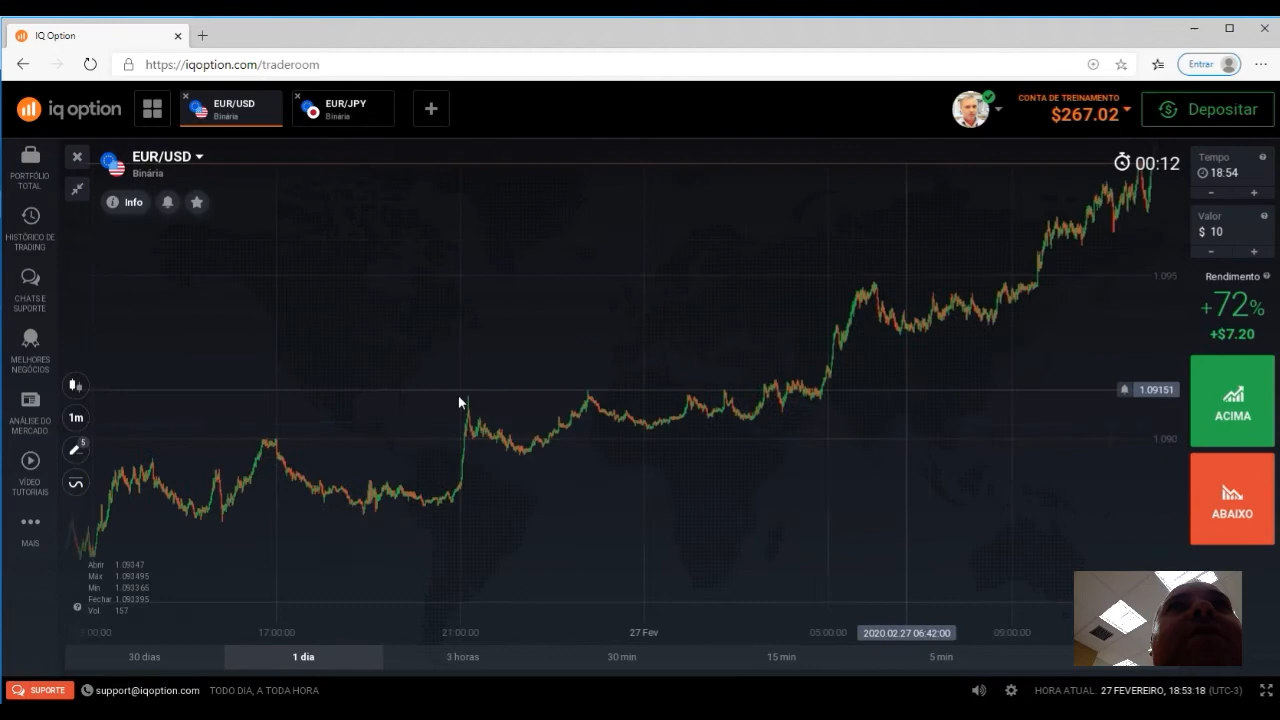 IQ Option
https://iqoption.com/traderoom
Entrar
iq option
EUR/USD
Binária
EUR/JPY
Binária
CONTA DE TREINAMENTO
$267.02
Depositar
PORTFÓLIO
TOTAL
HISTÓRICO DE
TRADING
CHATS E
SUPORTE
MELHORES
NEGÓCIOS
ANÁLISE DO
MERCADO
VÍDEO
TUTORIAIS
MAIS
EUR/USD
Binária
Info
00:12
1m
5
1.095
1.09151
1.090
Abrir 1.09347
Máx 1.093495
Mín 1.093365
Fechar 1.093395
Vol 157
:00:00
17:00:00
21:00:00
27 Fev
05:00:00
2020.02.27 06:42:00
09:00:00
30 dias
1 dia
3 horas
30 min
15 min
5 min
Tempo
18:54
- +
Valor
$ 10
- +
Rendimento
+72%
+$7.20
ACIMA
ABAIXO
SUPORTE
support@iqoption.com
TODO DIA, A TODA HORA
HORA ATUAL: 27 FEVEREIRO, 18:53:18 (UTC-3)